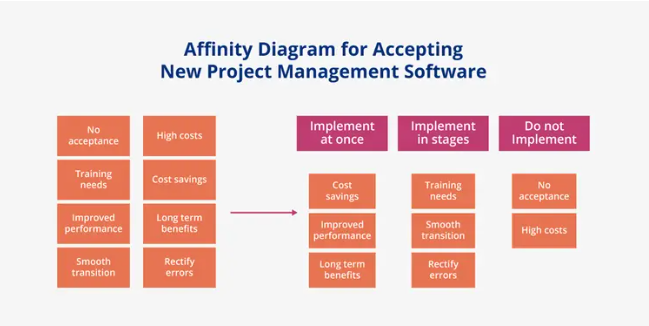 Affinity Diagram for Accepting
New Project Management Software
No
acceptance
High costs
Training
needs
Cost savings
Improved
performance
Long term
benefits
Smooth
transition
Rectify
errors
Implement
at once
Implement
in stages
Do not
Implement
Cost
savings
Training
needs
No
acceptance
Improved
performance
Smooth
transition
High costs
Long term
benefits
Rectify
errors